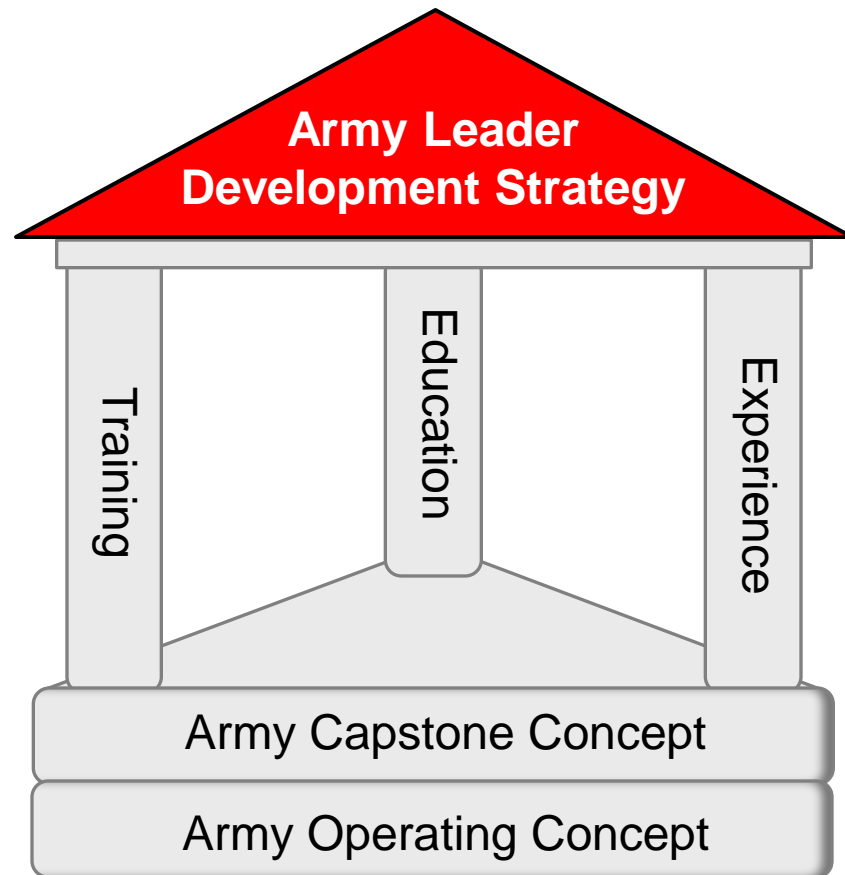 Army Leader
Development Strategy
Training
Education
Experience
Army Capstone Concept
Army Operating Concept